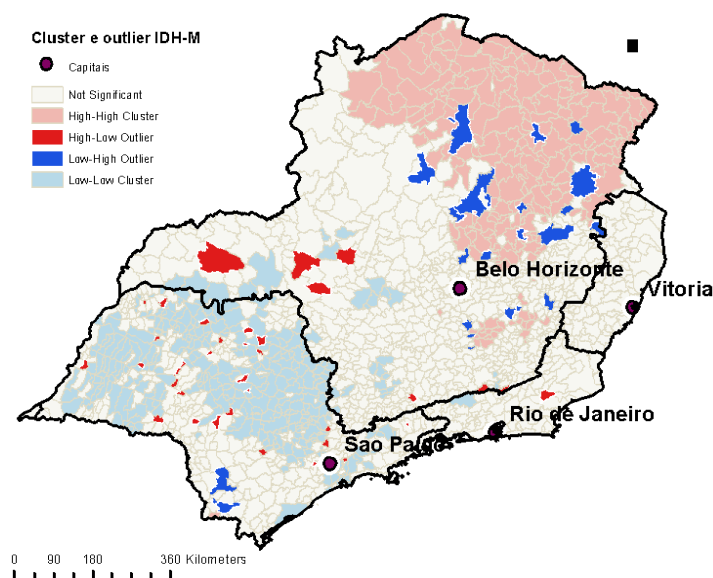 Cluster e outlier IDH-M
Capitais
Not Significant
High-High Cluster
High-Low Outlier
Low-High Outlier
Low-Low Cluster
Belo Horizonte
Vitoria
Rio de Janeiro
Sao Paulo
0 90 180 360 Kilometers